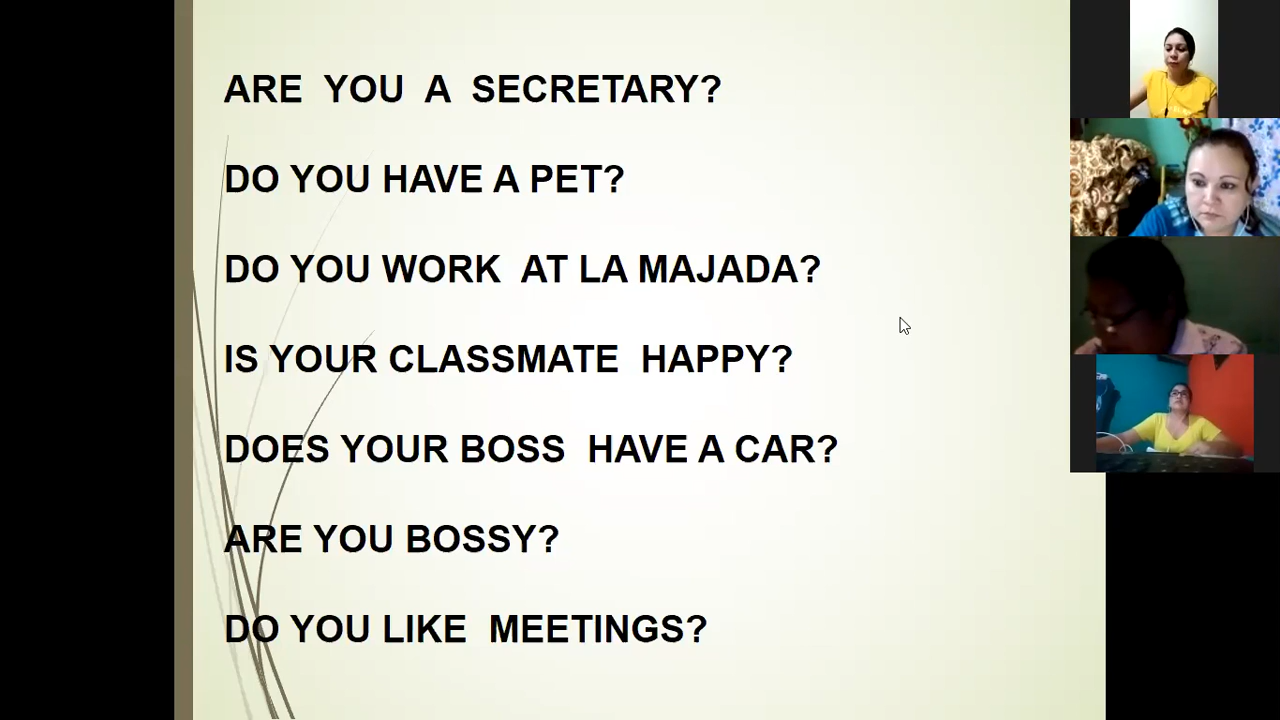 ARE YOU A SECRETARY?
DO YOU HAVE A PET?
DO YOU WORK AT LA MAJADA?
IS YOUR CLASSMATE HAPPY?
DOES YOUR BOSS HAVE A CAR?
ARE YOU BOSSY?
DO YOU LIKE MEETINGS?